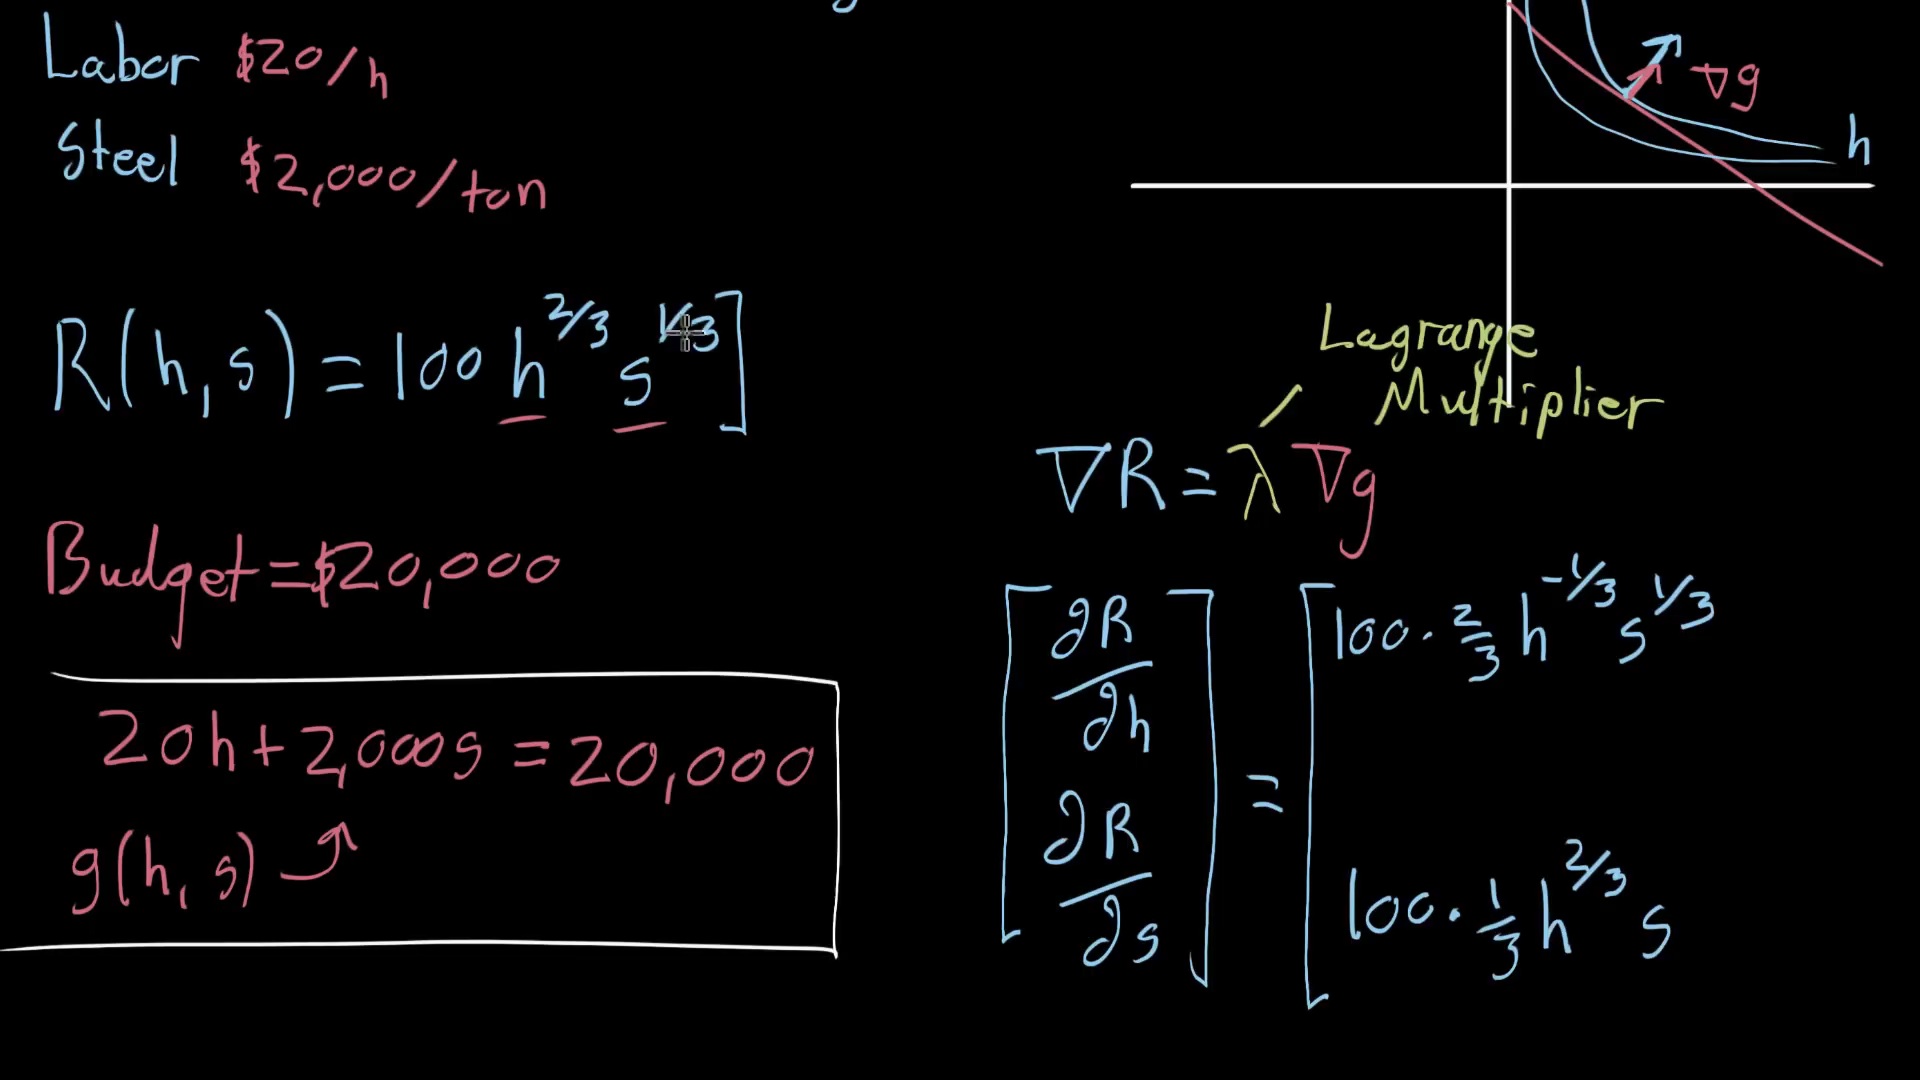 Labor $20/h
Steel $2,000/ton
R(h,s) = 100 h^2/3 s^1/3
Budget = $20,000
20h + 2,000s = 20,000
g(h,s)
∇g
h
Lagrange
Multiplier
∇R = λ ∇g
∂R/∂h
∂R/∂s
=
100 · 2/3 h^-1/3 s^1/3
100 · 1/3 h^2/3 s